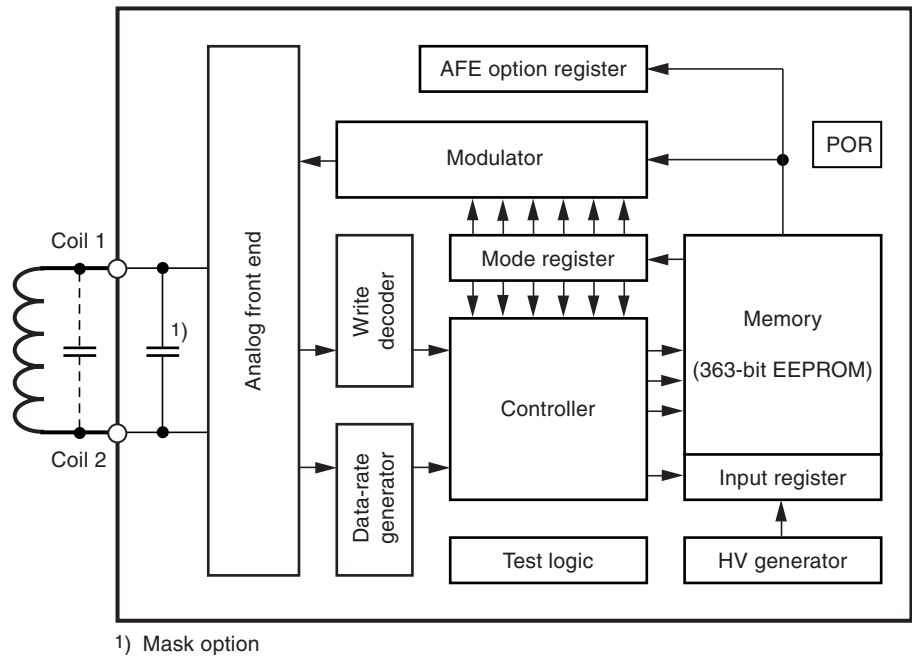 AFE option register
Modulator
POR
Coil 1
Analog front end
Write
decoder
Mode register
Memory
(363-bit EEPROM)
1)
Controller
Coil 2
Data-rate
generator
Input register
Test logic
HV generator
1) Mask option